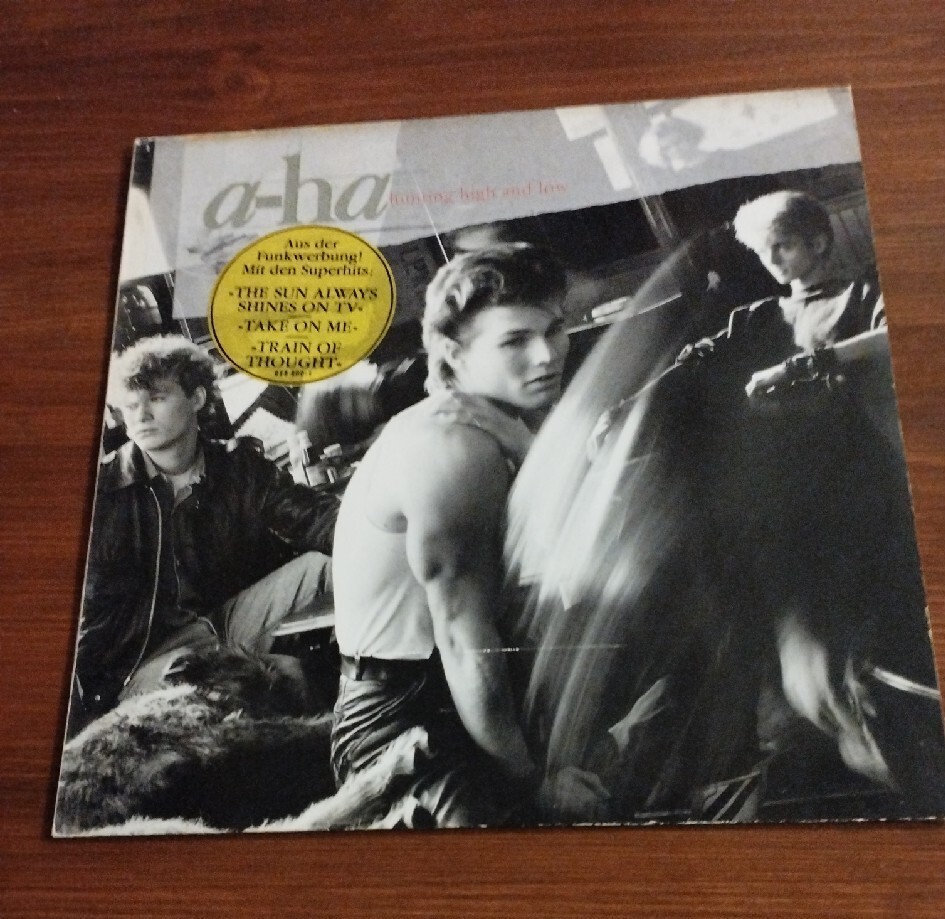 a-ha
hunting high and low
Aus der
Funkwerbung!
Mit den Superhits:
»THE SUN ALWAYS
SHINES ON TV«
»TAKE ON ME«
»TRAIN OF
THOUGHT«